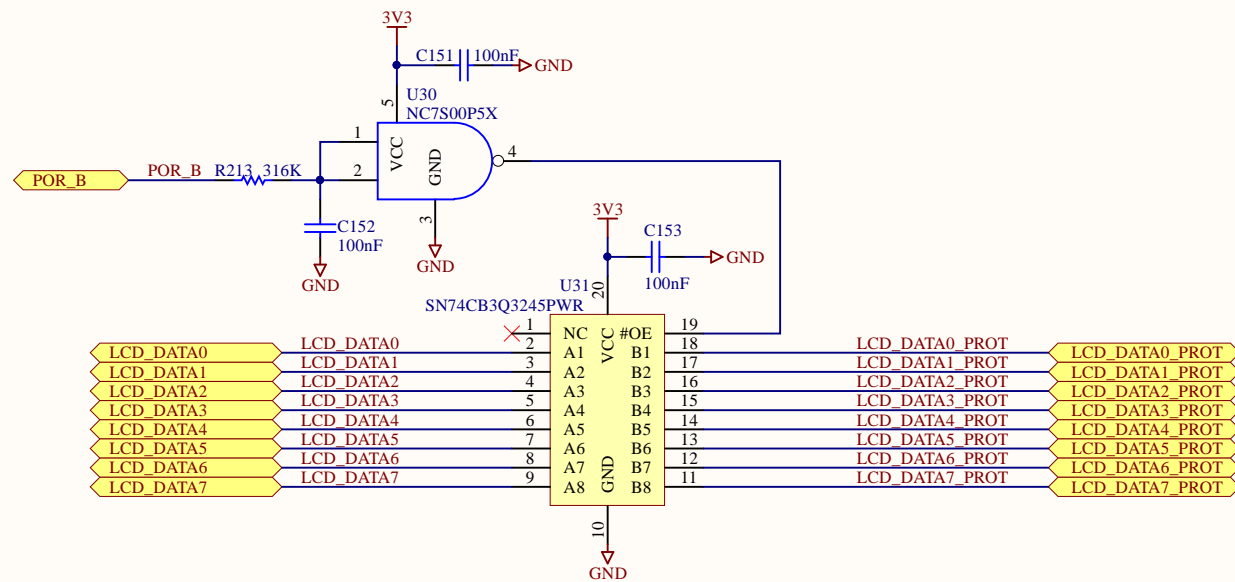 3V3
C151 100nF
GND
U30
NC7S00P5X
5
1
VCC
GND
4
POR_B
POR_B
R213 316K
2
3
C152
100nF
GND
GND
3V3
C153
GND
100nF
U31
20
SN74CB3Q3245PWR
1 NC VCC #OE 19
LCD_DATA0 LCD_DATA0 2 A1 B1 18 LCD_DATA0_PROT LCD_DATA0_PROT
LCD_DATA1 LCD_DATA1 3 A2 B2 17 LCD_DATA1_PROT LCD_DATA1_PROT
LCD_DATA2 LCD_DATA2 4 A3 B3 16 LCD_DATA2_PROT LCD_DATA2_PROT
LCD_DATA3 LCD_DATA3 5 A4 B4 15 LCD_DATA3_PROT LCD_DATA3_PROT
LCD_DATA4 LCD_DATA4 6 A5 B5 14 LCD_DATA4_PROT LCD_DATA4_PROT
LCD_DATA5 LCD_DATA5 7 A6 B6 13 LCD_DATA5_PROT LCD_DATA5_PROT
LCD_DATA6 LCD_DATA6 8 A7 B7 12 LCD_DATA6_PROT LCD_DATA6_PROT
LCD_DATA7 LCD_DATA7 9 A8 GND B8 11 LCD_DATA7_PROT LCD_DATA7_PROT
10
GND